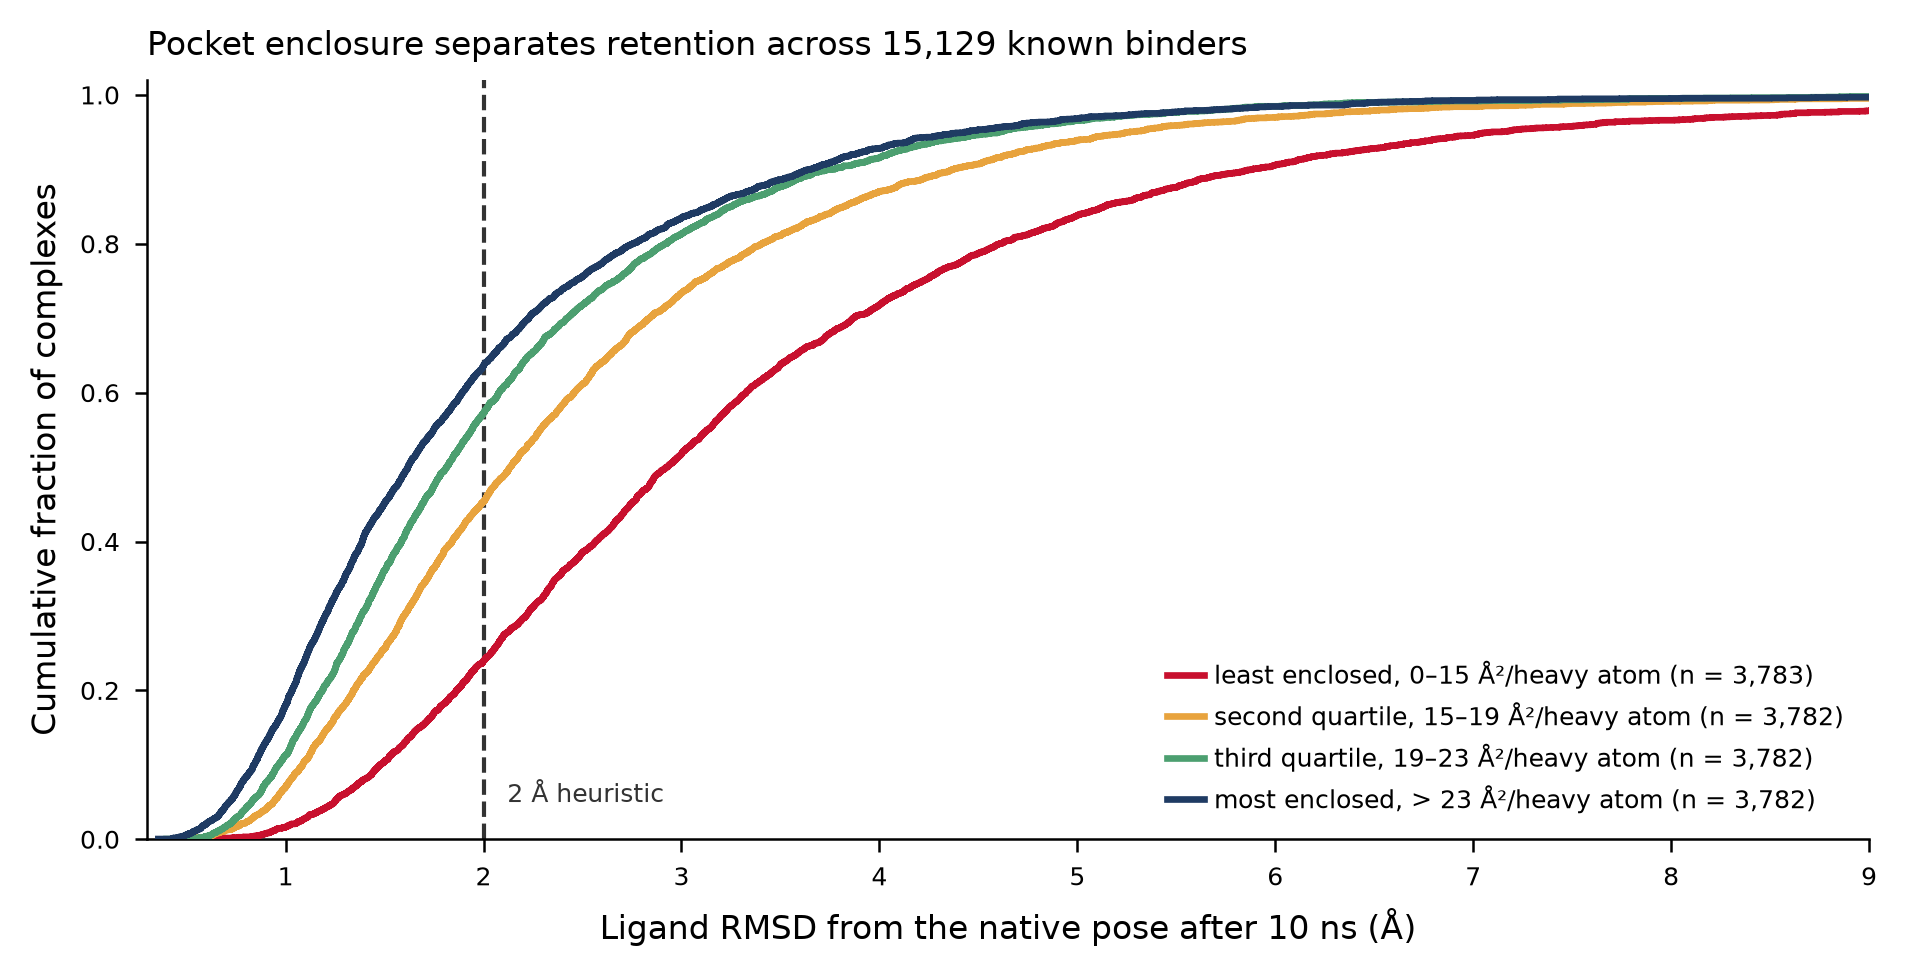 Pocket enclosure separates retention across 15,129 known binders
Cumulative fraction of complexes
1.0
0.8
0.6
0.4
0.2
0.0
2 Å heuristic
least enclosed, 0–15 Å²/heavy atom (n = 3,783)
second quartile, 15–19 Å²/heavy atom (n = 3,782)
third quartile, 19–23 Å²/heavy atom (n = 3,782)
most enclosed, > 23 Å²/heavy atom (n = 3,782)
1 2 3 4 5 6 7 8 9
Ligand RMSD from the native pose after 10 ns (Å)